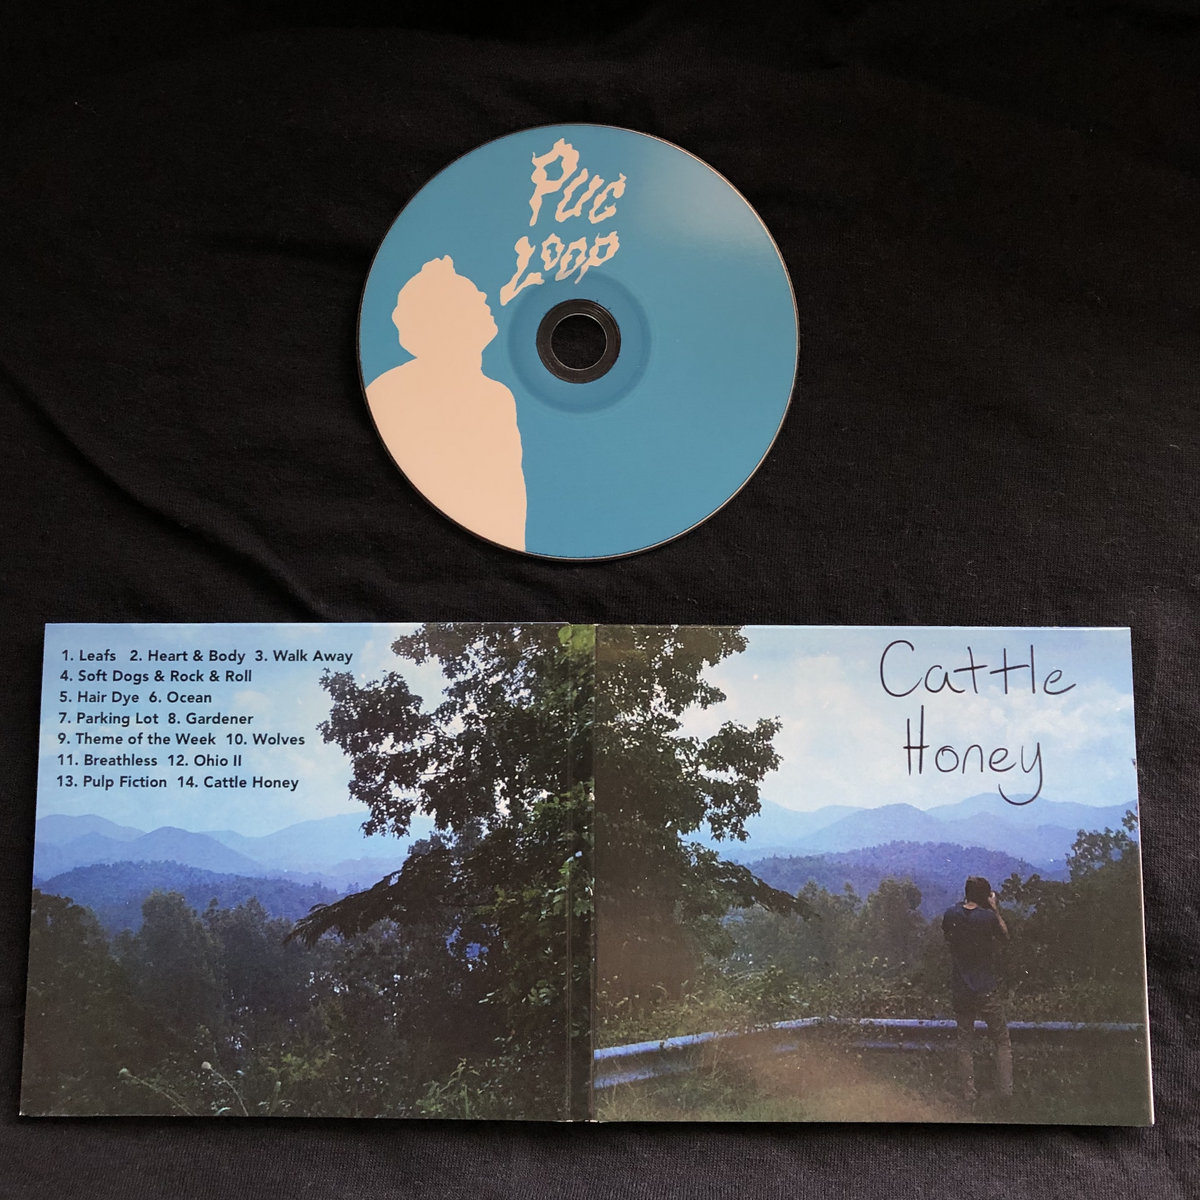 Puc
Loop
1. Leafs 2. Heart & Body 3. Walk Away
4. Soft Dogs & Rock & Roll
5. Hair Dye 6. Ocean
7. Parking Lot 8. Gardener
9. Theme of the Week 10. Wolves
11. Breathless 12. Ohio II
13. Pulp Fiction 14. Cattle Honey
Cattle
Honey